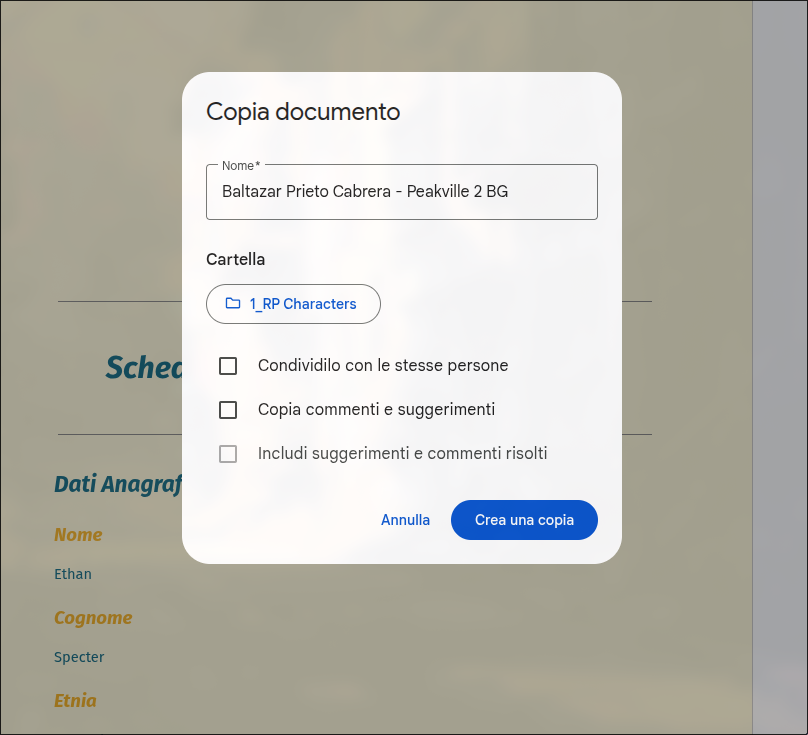 Copia documento
Nome*
Baltazar Prieto Cabrera - Peakville 2 BG
Cartella
1_RP Characters
Condividilo con le stesse persone
Copia commenti e suggerimenti
Includi suggerimenti e commenti risolti
Annulla
Crea una copia
Dati Anagraf
Nome
Ethan
Cognome
Specter
Etnia